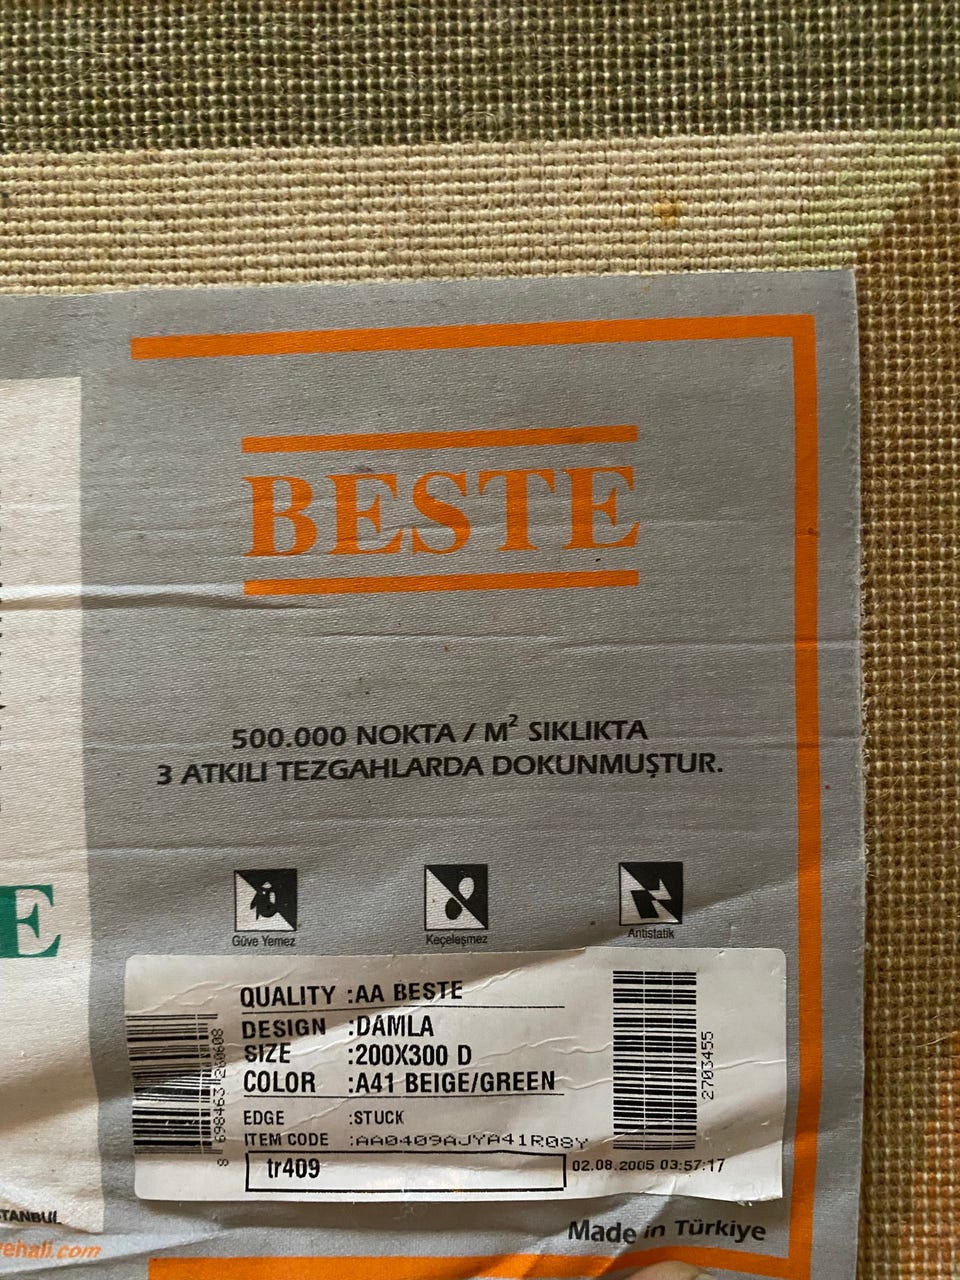 BESTE
500.000 NOKTA / M² SIKLIKTA
3 ATKILI TEZGAHLARDA DOKUNMUŞTUR.
Güve Yemez
Keçeleşmez
Antistatik
E
QUALITY :AA BESTE
DESIGN :DAMLA
SIZE :200X300 D
COLOR :A41 BEIGE/GREEN
EDGE :STUCK
ITEM CODE :AA0409AJYA41R08Y
tr409
02.08.2005 03:57:17
2703455
Made in Türkiye
STANBUL
ehali.com